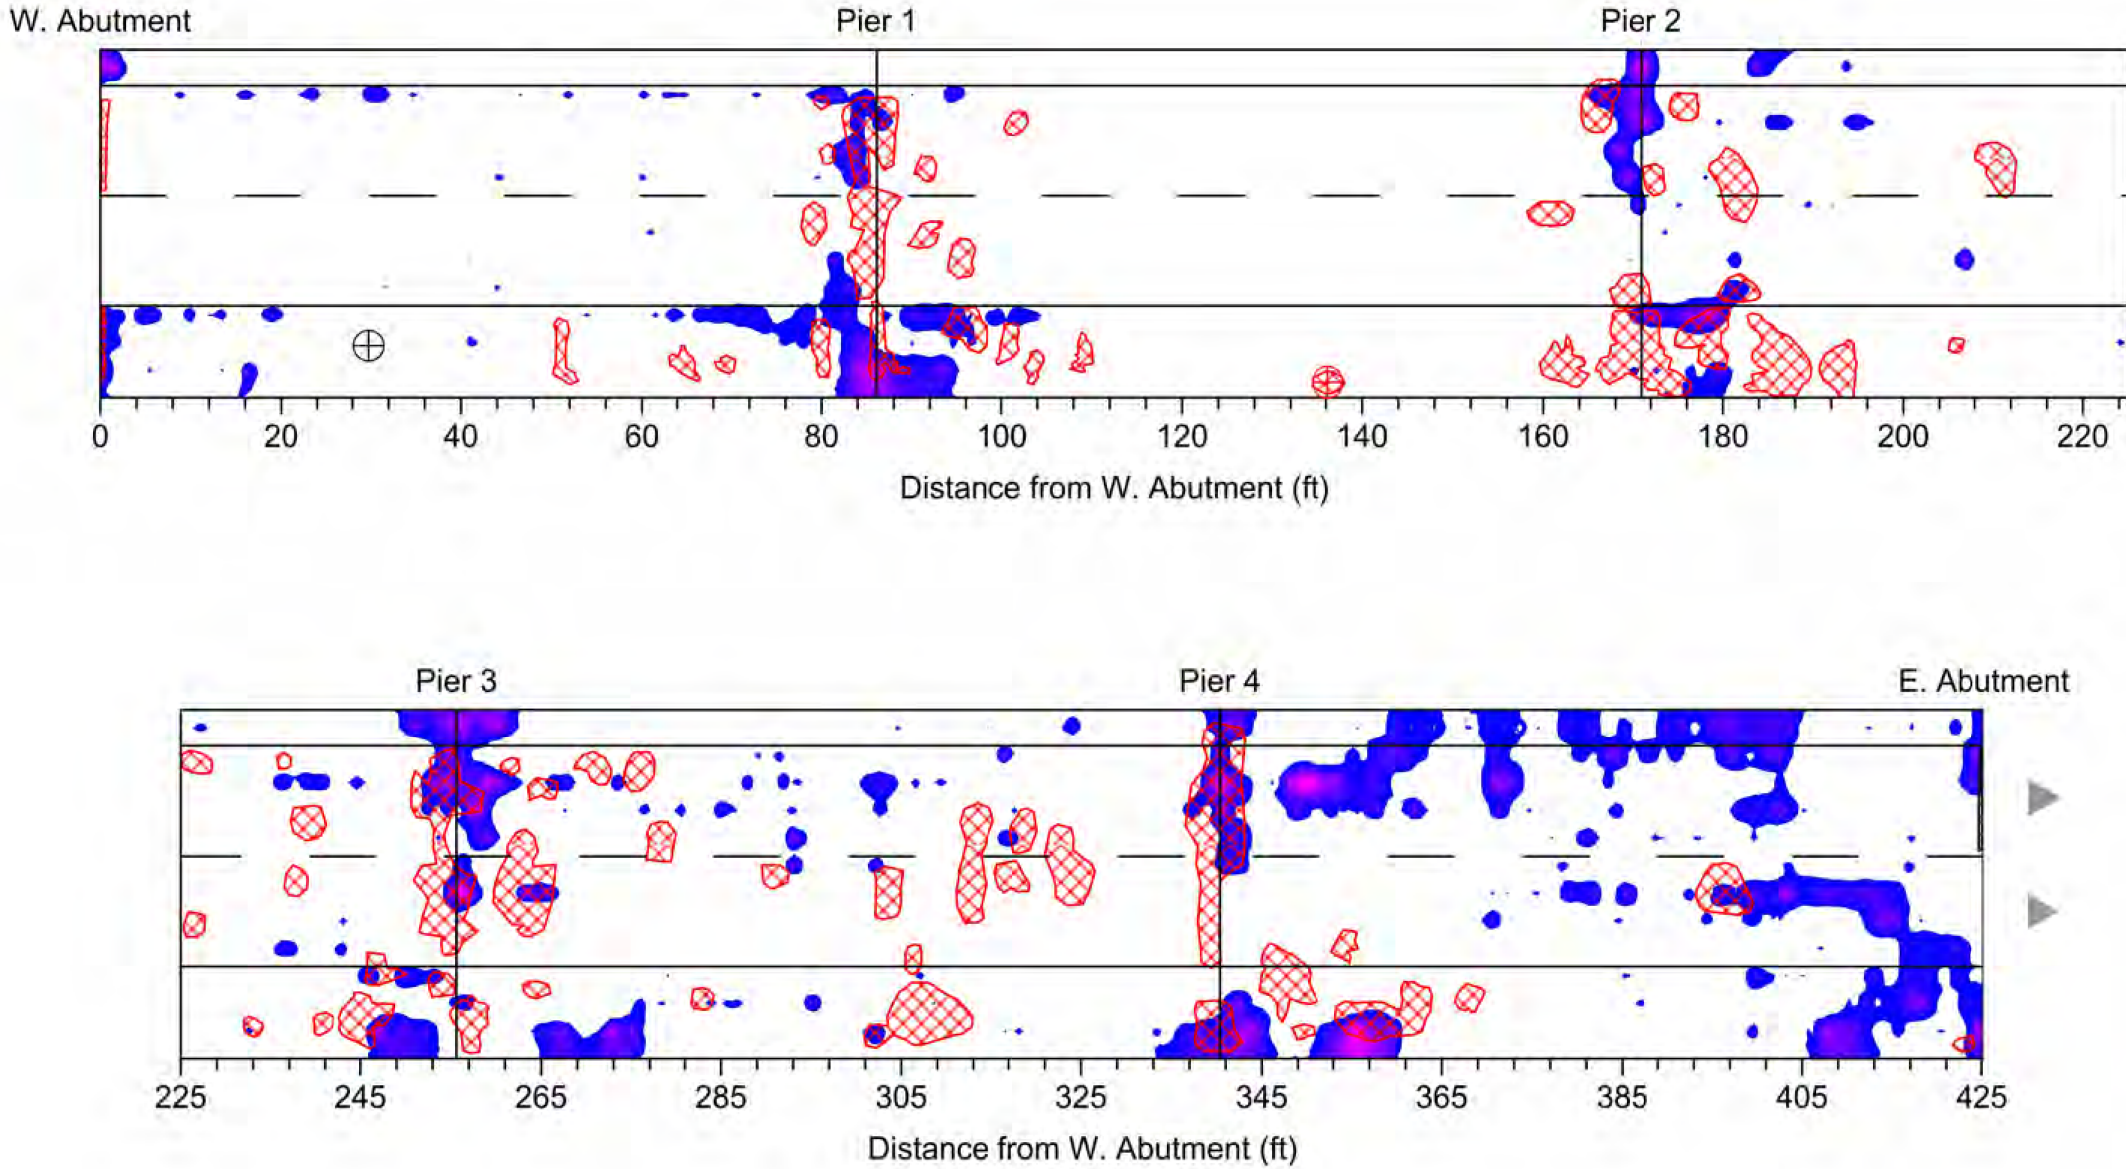 W. Abutment Pier 1 Pier 2
0 20 40 60 80 100 120 140 160 180 200 220
Distance from W. Abutment (ft)
Pier 3 Pier 4 E. Abutment
225 245 265 285 305 325 345 365 385 405 425
Distance from W. Abutment (ft)